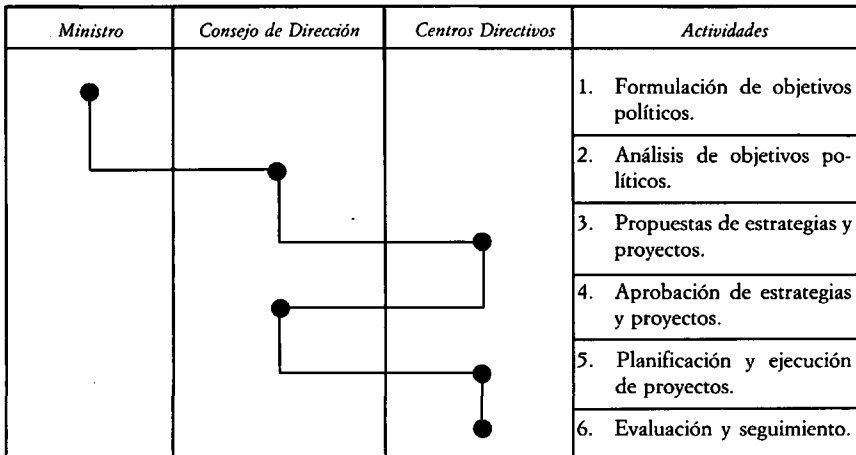 Ministro Consejo de Dirección Centros Directivos Actividades
1. Formulación de objetivos
políticos.
2. Análisis de objetivos po-
líticos.
3. Propuestas de estrategias y
proyectos.
4. Aprobación de estrategias
y proyectos.
5. Planificación y ejecución
de proyectos.
6. Evaluación y seguimiento.